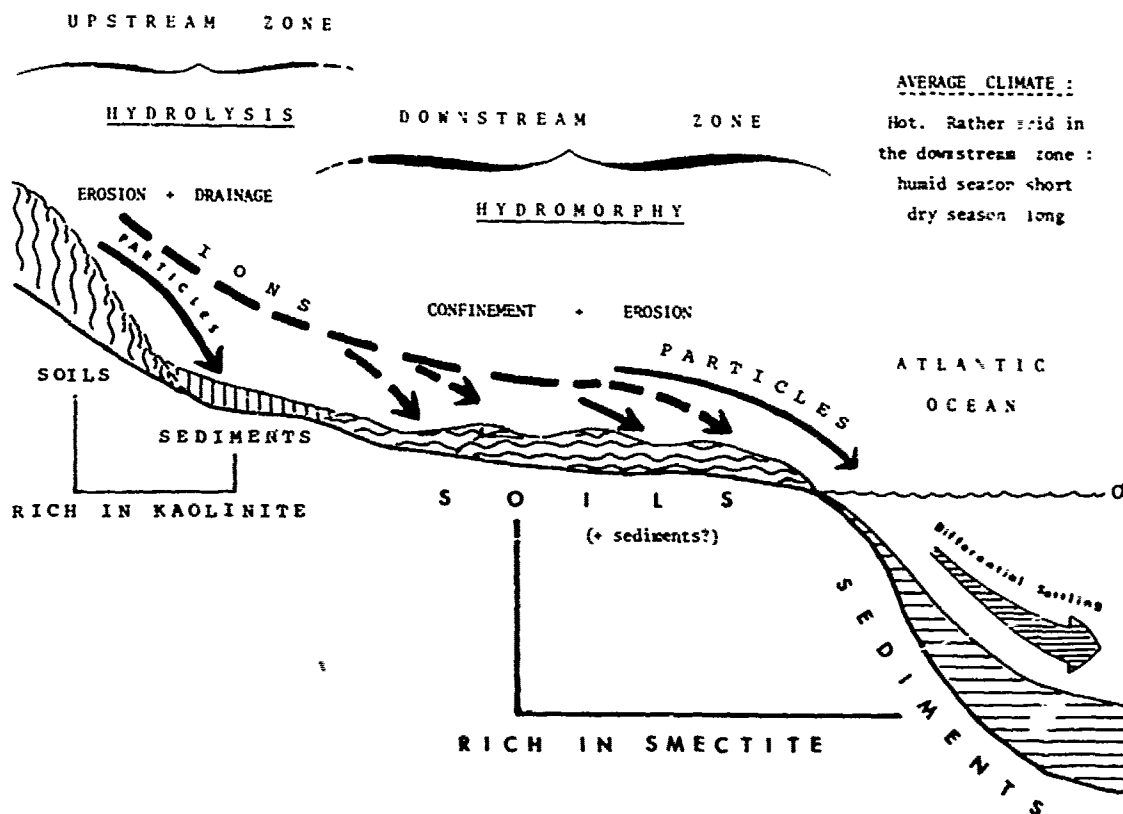 UPSTREAM ZONE
HYDROLYSIS
EROSION + DRAINAGE
DOWNSTREAM ZONE
HYDROMORPHY
AVERAGE CLIMATE :
Hot. Rather in
the downstream zone :
humid short
dry season long
PARTICLES
IONS
CONFINEMENT + EROSION
PARTICLES
ATLANTIC
OCEAN
SOILS
SEDIMENTS
RICH IN KAOLINITE
SOILS
(+ sediments?)
Differential Settling
SEDIMENTS
RICH IN SMECTITE